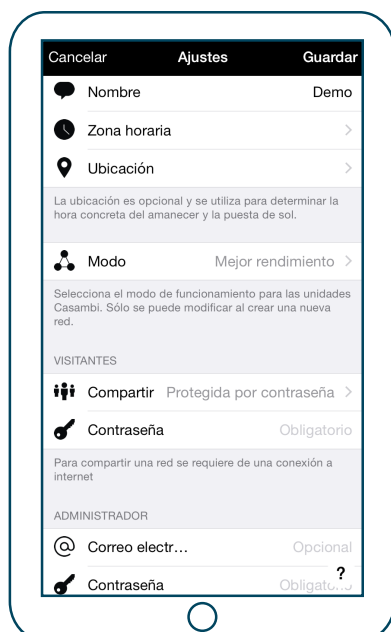 Cancelar Ajustes Guardar
Nombre Demo
Zona horaria
Ubicación
La ubicación es opcional y se utiliza para determinar la
hora concreta del amanecer y la puesta de sol.
Modo Mejor rendimiento
Selecciona el modo de funcionamiento para las unidades
Casambi. Sólo se puede modificar al crear una nueva
red.
VISITANTES
Compartir Protegida por contraseña
Contraseña Obligatorio
Para compartir una red se requiere de una conexión a
internet
ADMINISTRADOR
Correo electr… Opcional
?
Contraseña